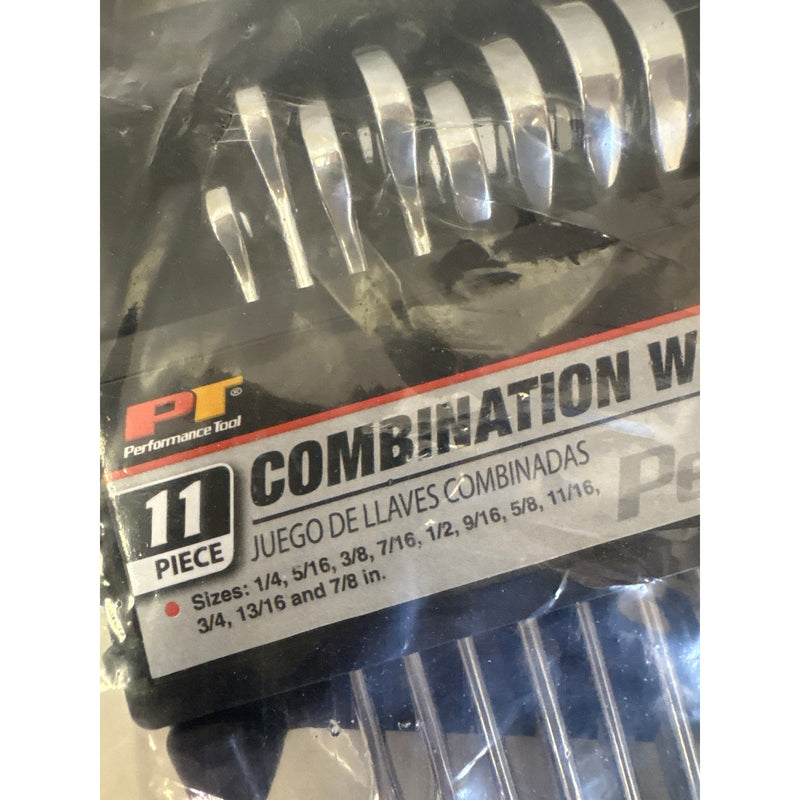 PT®
Performance Tool
COMBINATION W
11
PIECE
JUEGO DE LLAVES COMBINADAS
Pe
Sizes: 1/4, 5/16, 3/8, 7/16, 1/2, 9/16, 5/8, 11/16,
3/4, 13/16 and 7/8 in.